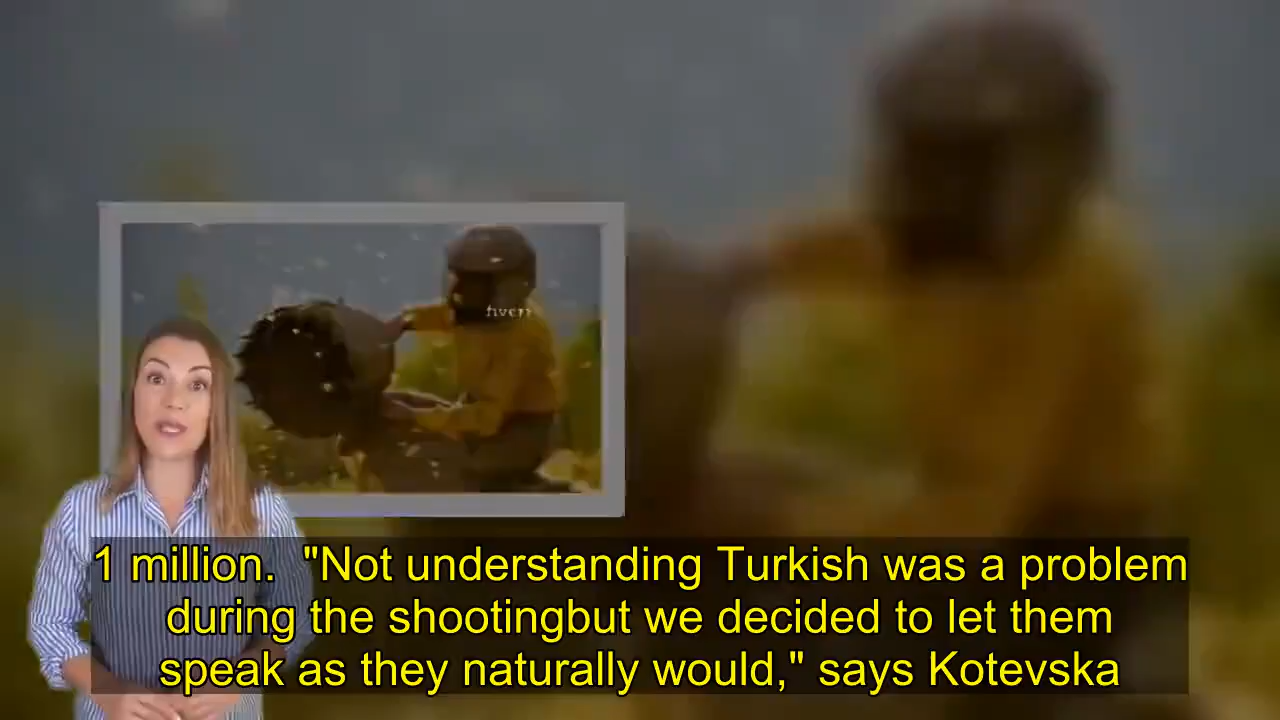 fiverr
1 million.  "Not understanding Turkish was a problem
during the shootingbut we decided to let them
speak as they naturally would," says Kotevska